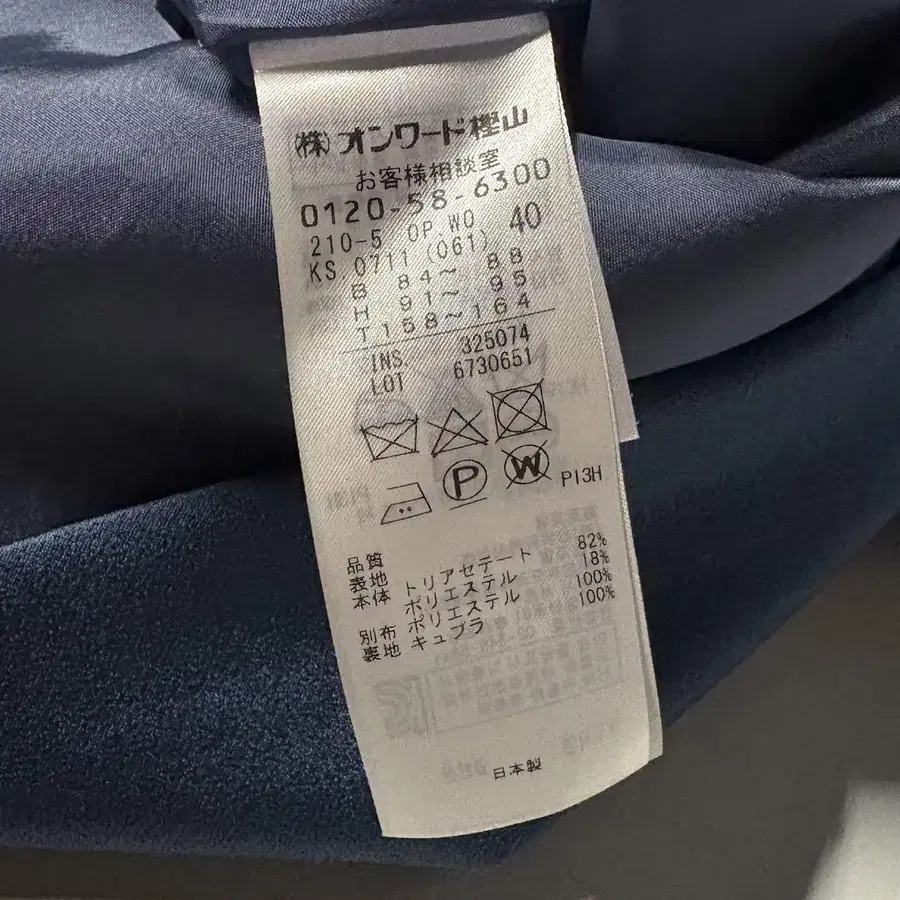 ㈱オンワード樫山
お客様相談室
0120-58-6300
210-5 OP.WO 40
KS.0711 (061)
B 84～88
H 91～95
T 158～164
INS. 325074
LOT 6730651
P W P13H
品質
表地
本体 トリアセテート 82%
ポリエステル 18%
別布 ポリエステル 100%
裏地 キュプラ 100%
日本製